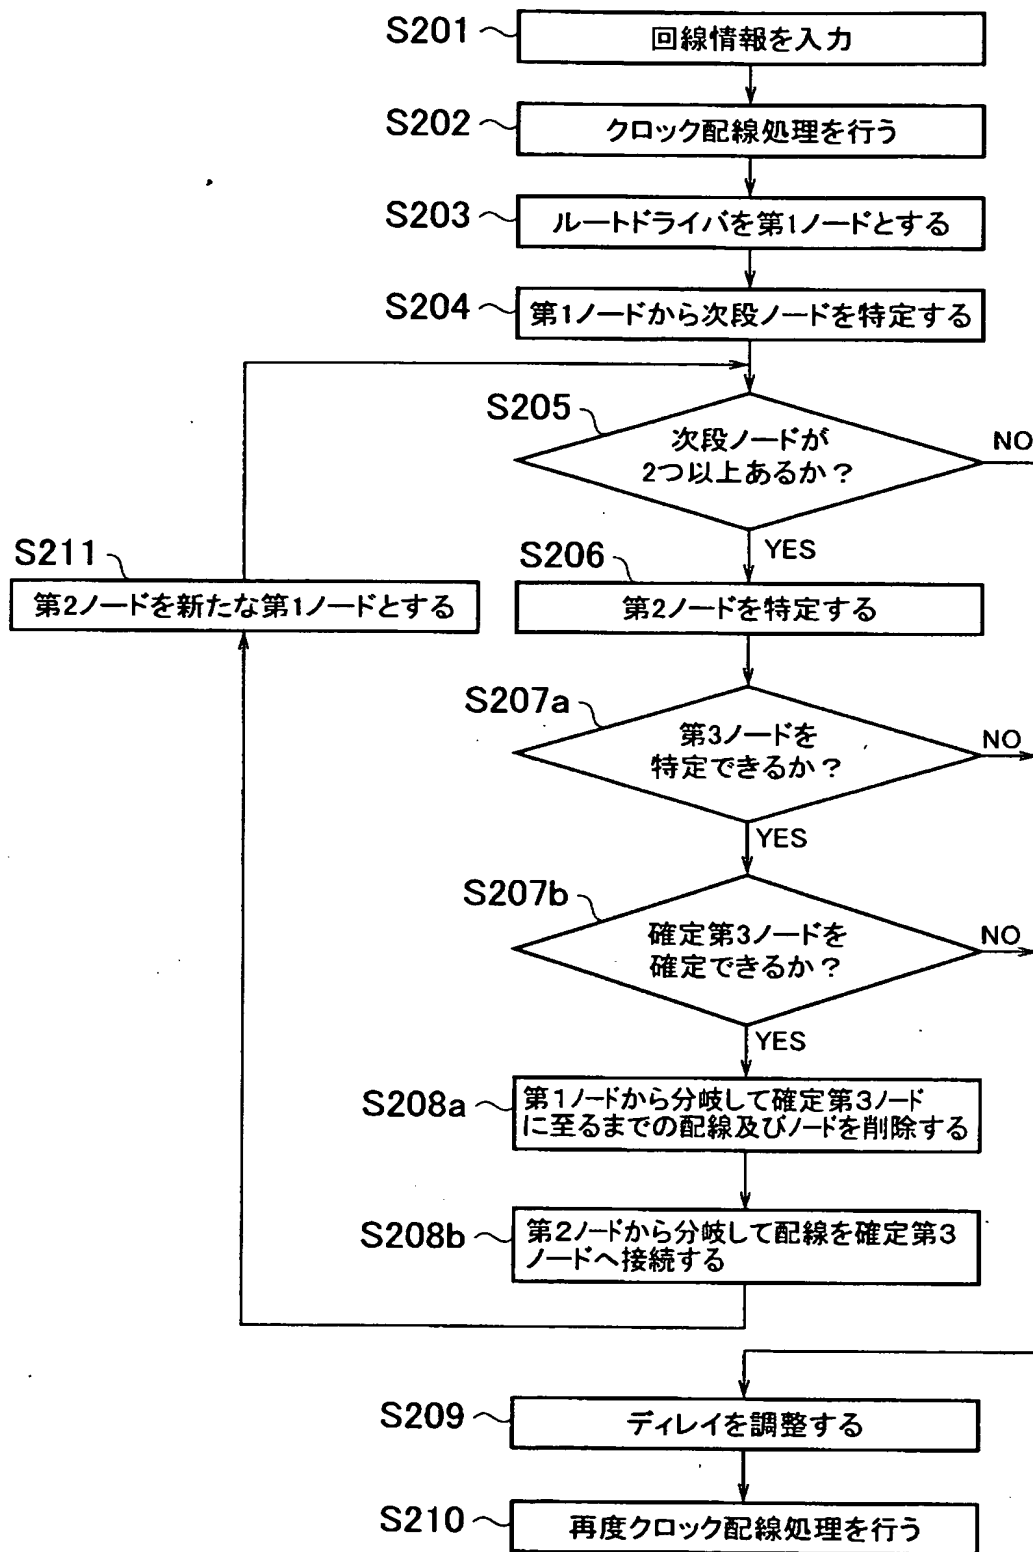 S201
回線情報を入力
S202
クロック配線処理を行う
S203
ルートドライバを第1ノードとする
S204
第1ノードから次段ノードを特定する
S205
次段ノードが
2つ以上あるか？
NO
YES
S211
第2ノードを新たな第1ノードとする
S206
第2ノードを特定する
S207a
第3ノードを
特定できるか？
NO
YES
S207b
確定第3ノードを
確定できるか？
NO
YES
S208a
第1ノードから分岐して確定第3ノード
に至るまでの配線及びノードを削除する
S208b
第2ノードから分岐して配線を確定第3
ノードへ接続する
S209
ディレイを調整する
S210
再度クロック配線処理を行う